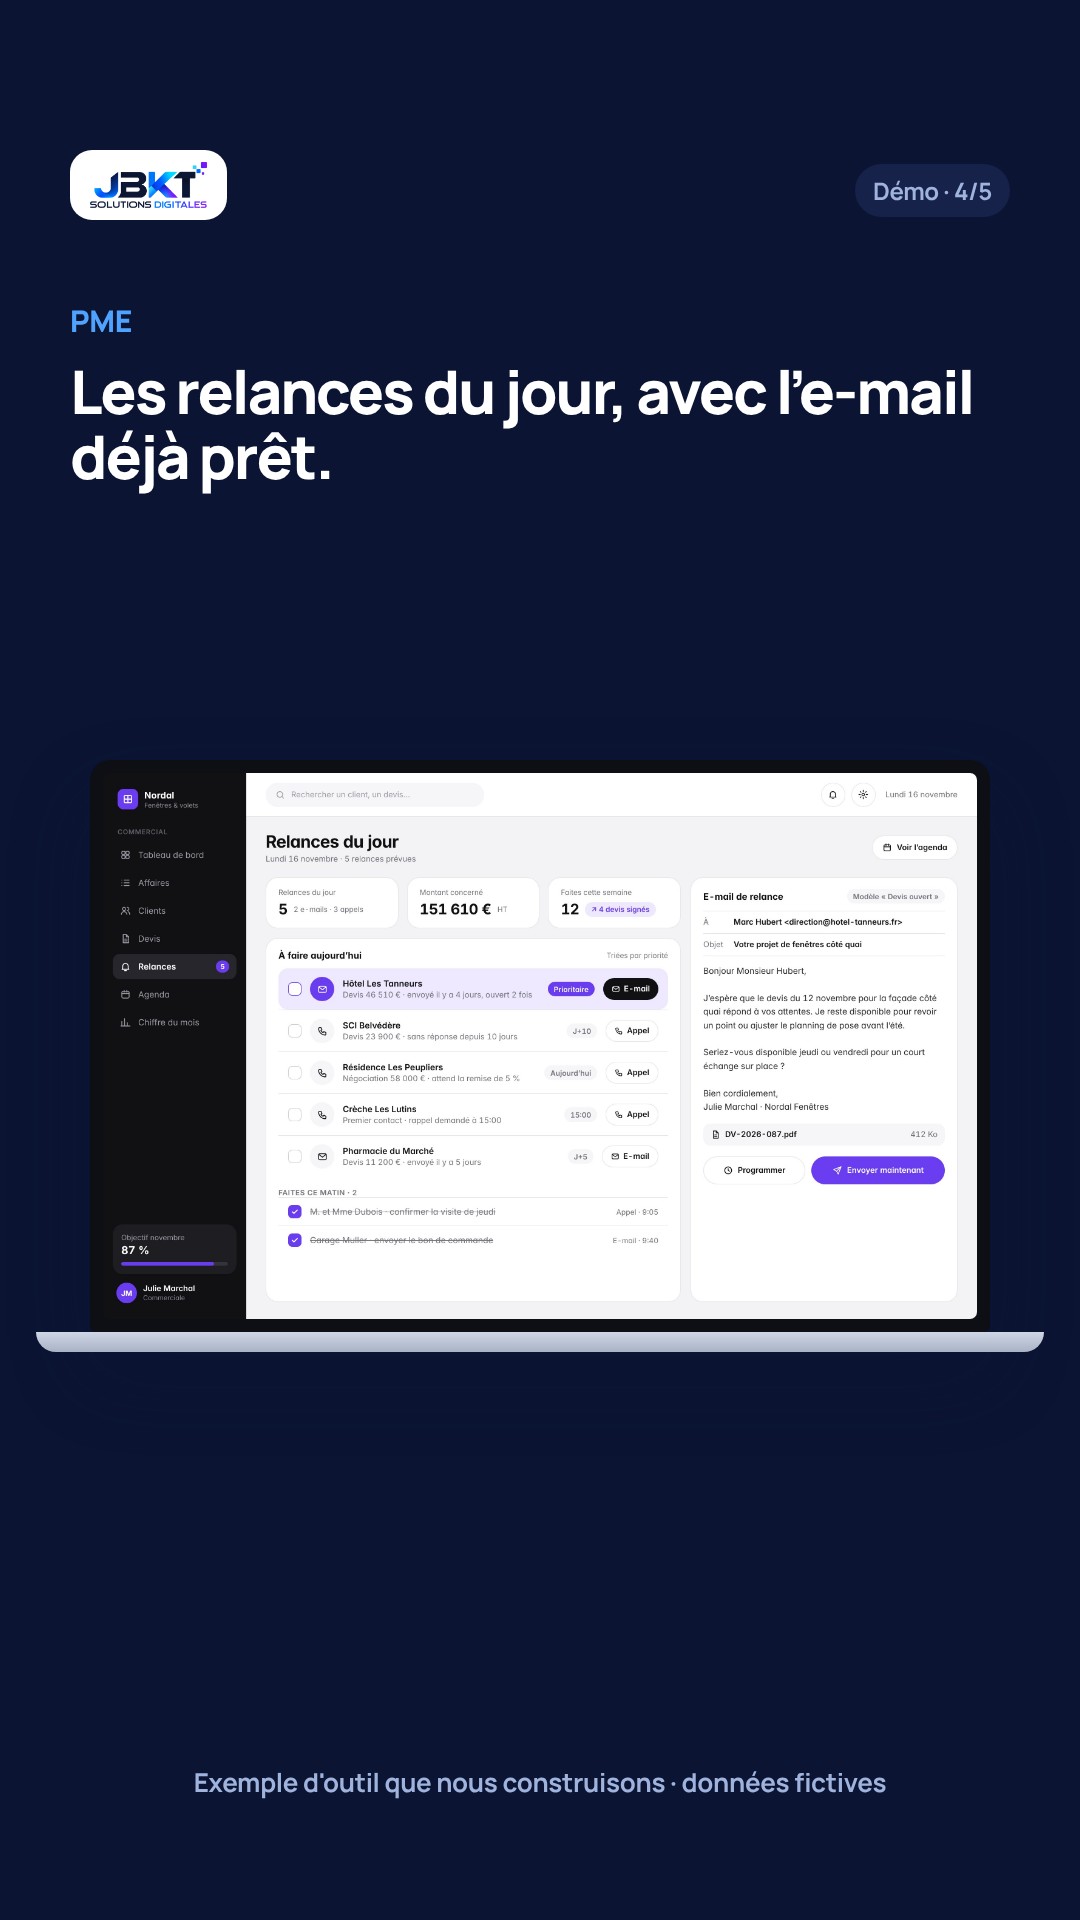 JBKT
SOLUTIONS DIGITALES
Démo · 4/5
PME
Les relances du jour, avec l’e-mail
déjà prêt.
Nordal
Fenêtres & volets
COMMERCIAL
Tableau de bord
Affaires
Clients
Devis
Relances 5
Agenda
Chiffre du mois
Objectif novembre
87 %
JM
Julie Marchal
Commerciale
Rechercher un client, un devis...
Lundi 16 novembre
Relances du jour
Lundi 16 novembre · 5 relances prévues
Voir l'agenda
Relances du jour
5 2 e-mails · 3 appels
Montant concerné
151 610 € HT
Faites cette semaine
12 4 devis signés
À faire aujourd’hui
Triées par priorité
Hôtel Les Tanneurs
Devis 46 510 € · envoyé il y a 4 jours, ouvert 2 fois
Prioritaire
E-mail
SCI Belvédère
Devis 23 900 € · sans réponse depuis 10 jours
J+10
Appel
Résidence Les Peupliers
Négociation 58 000 € · attend la remise de 5 %
Aujourd'hui
Appel
Crèche Les Lutins
Premier contact · rappel demandé à 15:00
15:00
Appel
Pharmacie du Marché
Devis 11 200 € · envoyé il y a 5 jours
J+5
E-mail
FAITES CE MATIN · 2
M. et Mme Dubois · confirmer la visite de jeudi
Appel · 9:05
Garage Muller · envoyer le bon de commande
E-mail · 9:40
E-mail de relance
Modèle « Devis ouvert »
À Marc Hubert <direction@hotel-tanneurs.fr>
Objet Votre projet de fenêtres côté quai
Bonjour Monsieur Hubert,
J'espère que le devis du 12 novembre pour la façade côté
quai répond à vos attentes. Je reste disponible pour revoir
un point ou ajuster le planning de pose avant l'été.
Seriez-vous disponible jeudi ou vendredi pour un court
échange sur place ?
Bien cordialement,
Julie Marchal · Nordal Fenêtres
DV-2026-087.pdf
412 Ko
Programmer
Envoyer maintenant
Exemple d'outil que nous construisons · données fictives